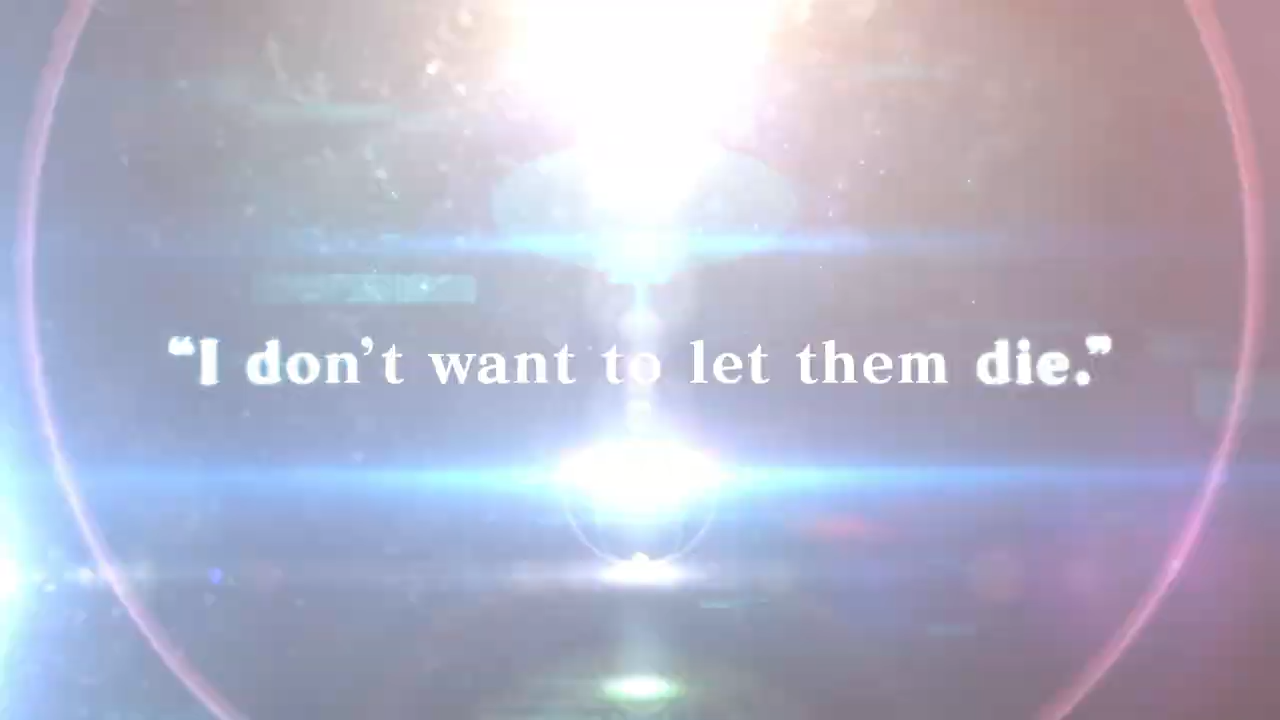 “I don’t want to let them die.”